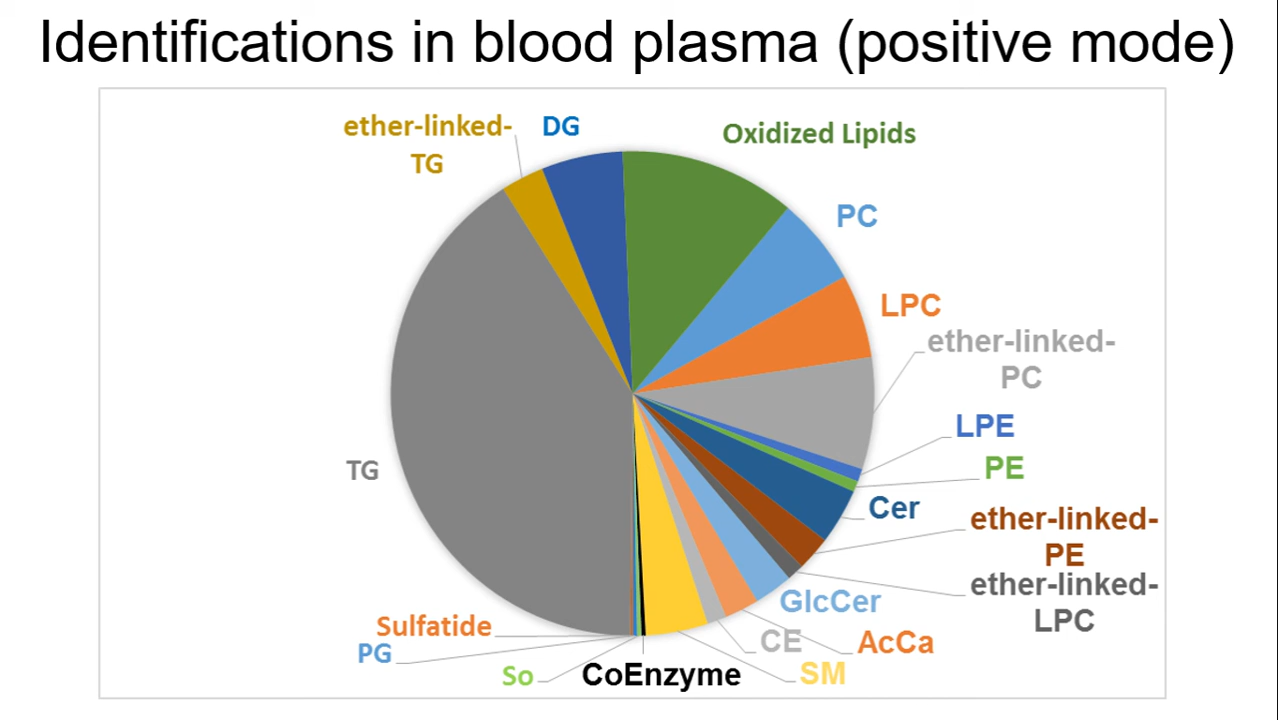 Identifications in blood plasma (positive mode)
ether-linked-
TG
DG
Oxidized Lipids
PC
LPC
ether-linked-
PC
LPE
PE
Cer
ether-linked-
PE
ether-linked-
LPC
GlcCer
AcCa
CE
SM
CoEnzyme
So
PG
Sulfatide
TG